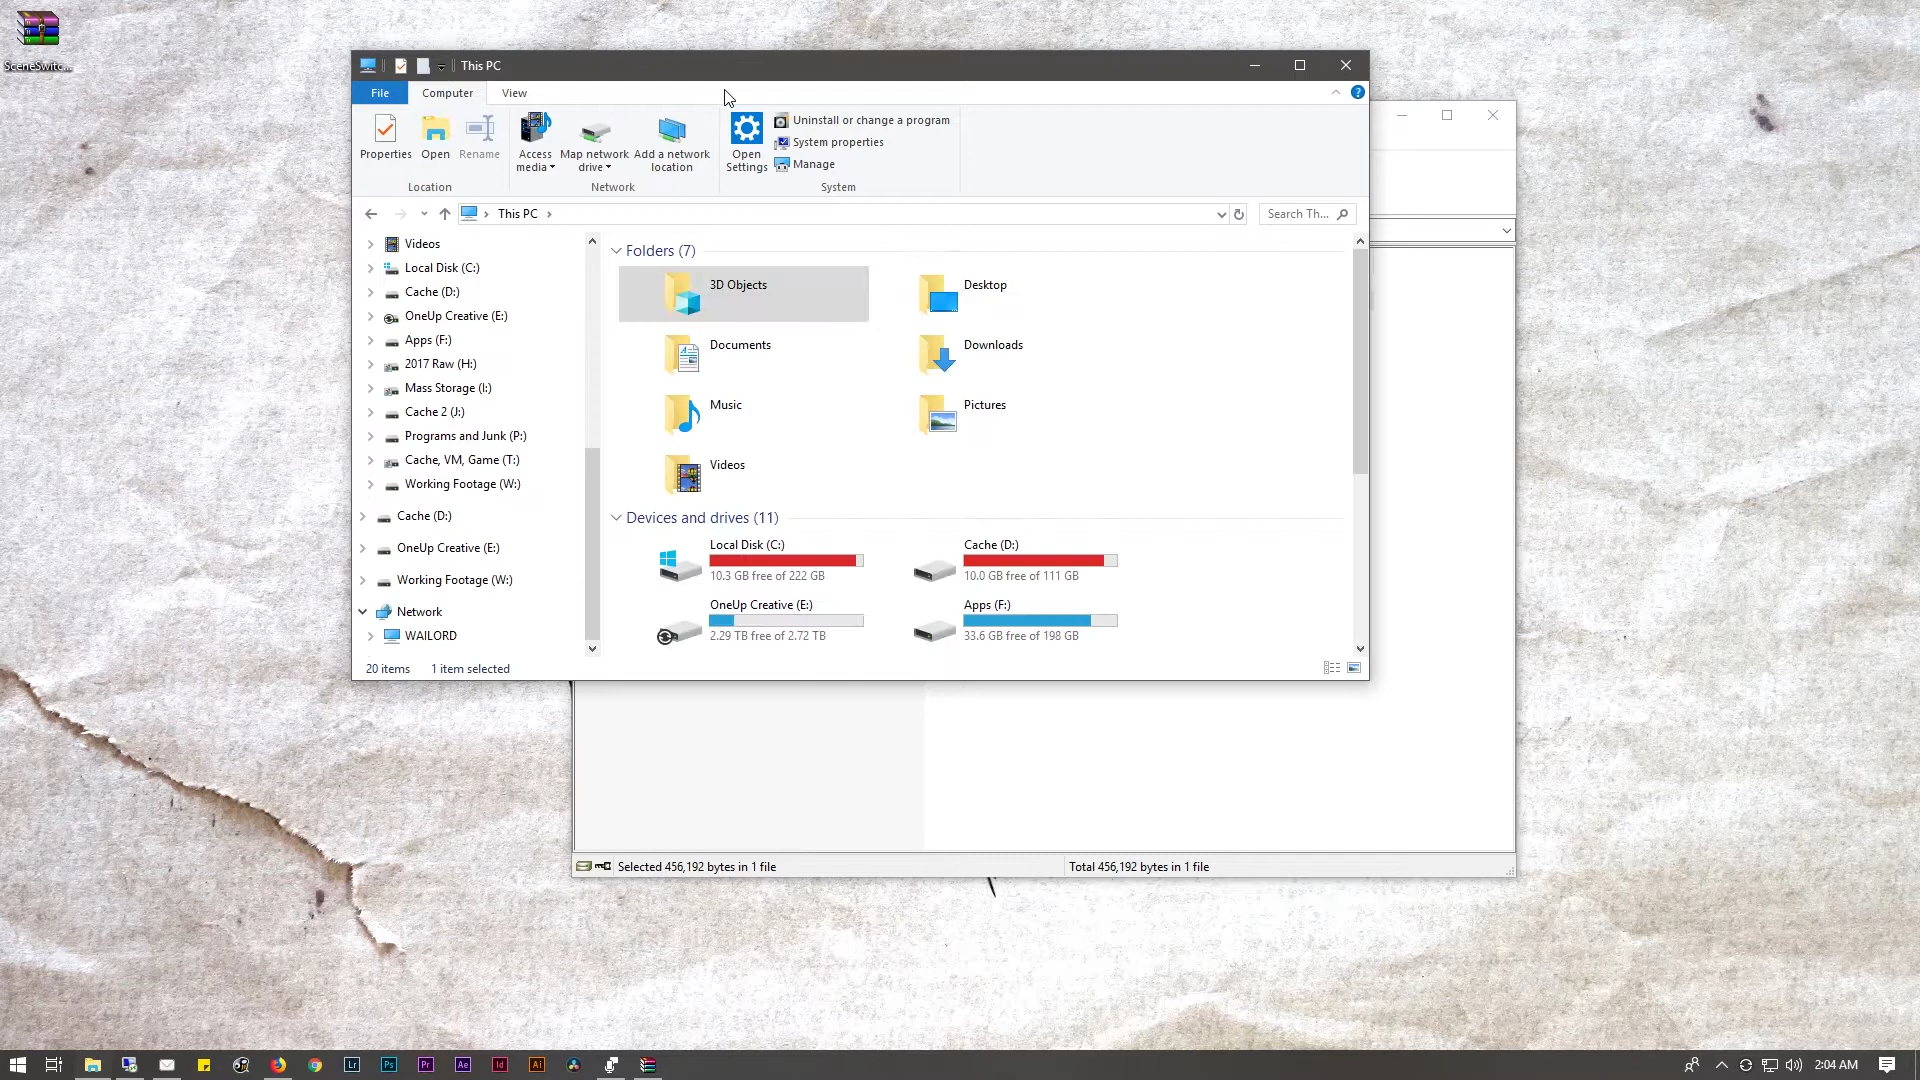 SceneSwitc...
This PC
File
Computer
View
Properties
Open
Rename
Access media
Map network drive
Add a network location
Open Settings
Uninstall or change a program
System properties
Manage
Location
Network
System
This PC
Search Th...
Videos
Local Disk (C:)
Cache (D:)
OneUp Creative (E:)
Apps (F:)
2017 Raw (H:)
Mass Storage (I:)
Cache 2 (J:)
Programs and Junk (P:)
Cache, VM, Game (T:)
Working Footage (W:)
Cache (D:)
OneUp Creative (E:)
Working Footage (W:)
Network
WAILORD
Folders (7)
3D Objects
Desktop
Documents
Downloads
Music
Pictures
Videos
Devices and drives (11)
Local Disk (C:)
10.3 GB free of 222 GB
Cache (D:)
10.0 GB free of 111 GB
OneUp Creative (E:)
2.29 TB free of 2.72 TB
Apps (F:)
33.6 GB free of 198 GB
20 items
1 item selected
Selected 456,192 bytes in 1 file
Total 456,192 bytes in 1 file
Lr
Ps
Pr
Ae
Id
Ai
2:04 AM